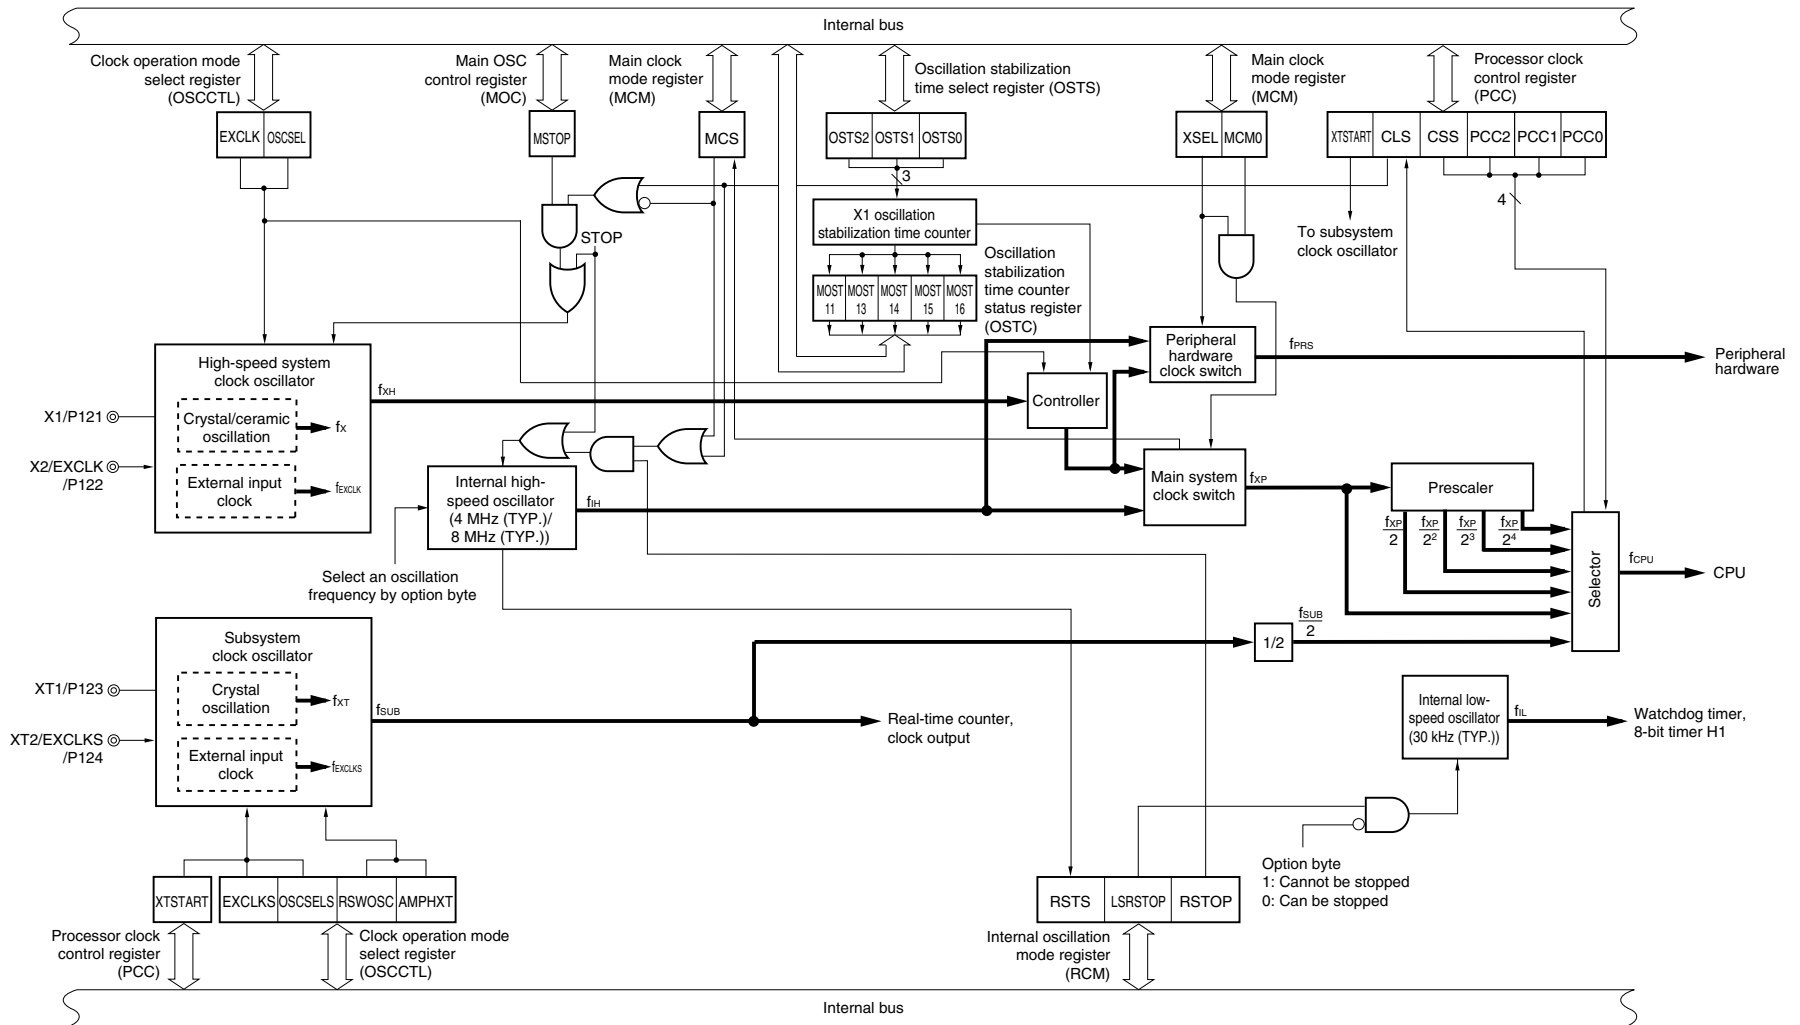 Internal bus
Clock operation mode
select register
(OSCCTL)
Main OSC
control register
(MOC)
Main clock
mode register
(MCM)
Oscillation stabilization
time select register (OSTS)
Main clock
mode register
(MCM)
Processor clock
control register
(PCC)
EXCLK OSCSEL
MSTOP
MCS
OSTS2 OSTS1 OSTS0
XSEL MCM0
XTSTART CLS CSS PCC2 PCC1 PCC0
3
4
X1 oscillation
stabilization time counter
STOP
To subsystem
clock oscillator
Oscillation
stabilization
time counter
status register
(OSTC)
MOST MOST MOST MOST MOST
11 13 14 15 16
High-speed system
clock oscillator
Crystal/ceramic
oscillation
fX
External input
clock
fEXCLK
X1/P121
X2/EXCLK
/P122
fXH
Controller
Peripheral
hardware
clock switch
fPRS
Peripheral
hardware
Internal high-
speed oscillator
(4 MHz (TYP.)/
8 MHz (TYP.))
fIH
Main system
clock switch
fXP
Prescaler
fXP fXP fXP fXP
2 2² 2³ 2⁴
Selector
fCPU
CPU
Select an oscillation
frequency by option byte
Subsystem
clock oscillator
Crystal
oscillation
fXT
External input
clock
fEXCLKS
XT1/P123
XT2/EXCLKS
/P124
fSUB
Real-time counter,
clock output
1/2
fSUB
2
Internal low-
speed oscillator
(30 kHz (TYP.))
fIL
Watchdog timer,
8-bit timer H1
Option byte
1: Cannot be stopped
0: Can be stopped
XTSTART
EXCLKS OSCSELS RSWOSC AMPHXT
RSTS LSRSTOP RSTOP
Processor clock
control register
(PCC)
Clock operation mode
select register
(OSCCTL)
Internal oscillation
mode register
(RCM)
Internal bus